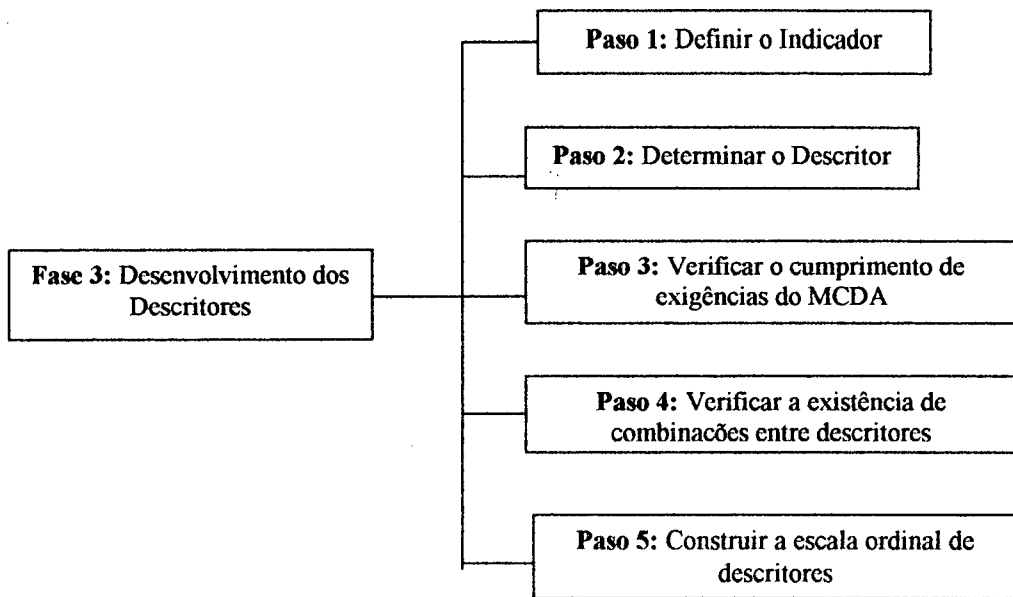 Paso 1: Definir o Indicador
Paso 2: Determinar o Descritor
Fase 3: Desenvolvimento dos
Descritores
Paso 3: Verificar o cumprimento de
exigências do MCDA
Paso 4: Verificar a existência de
combinacões entre descritores
Paso 5: Construir a escala ordinal de
descritores